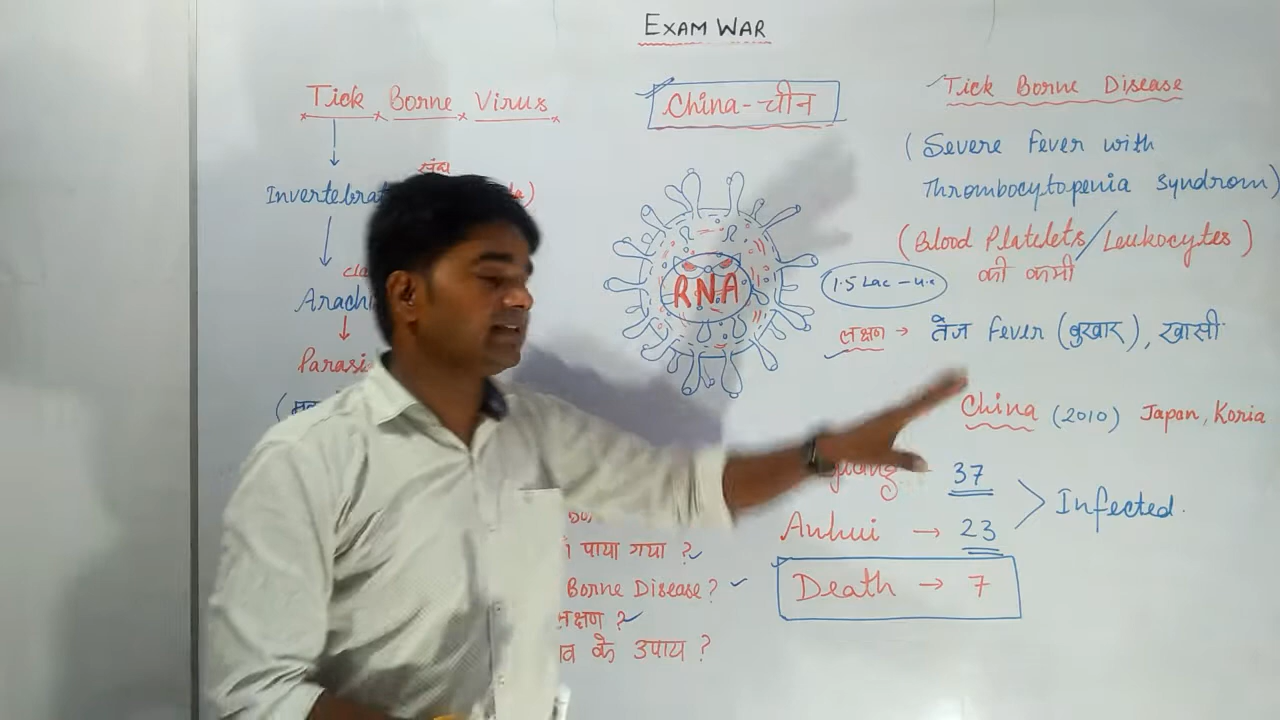 EXAM WAR
Tick Borne Virus
संघ
Invertebrat
Arach
Parasi
China-चीन
RNA
Tick Borne Disease
(Severe Fever with
Thrombocytopenia Syndrom)
(Blood Platelets/Leukocytes)
की कमी
1.5 Lac - 4.0
लक्षण → तेज Fever (बुखार), खासी
China (2010) Japan, Koria
37
Anhui → 23
Infected.
Death → 7
पाया गया ?
Borne Disease ?
लक्षण ?
के उपाय ?